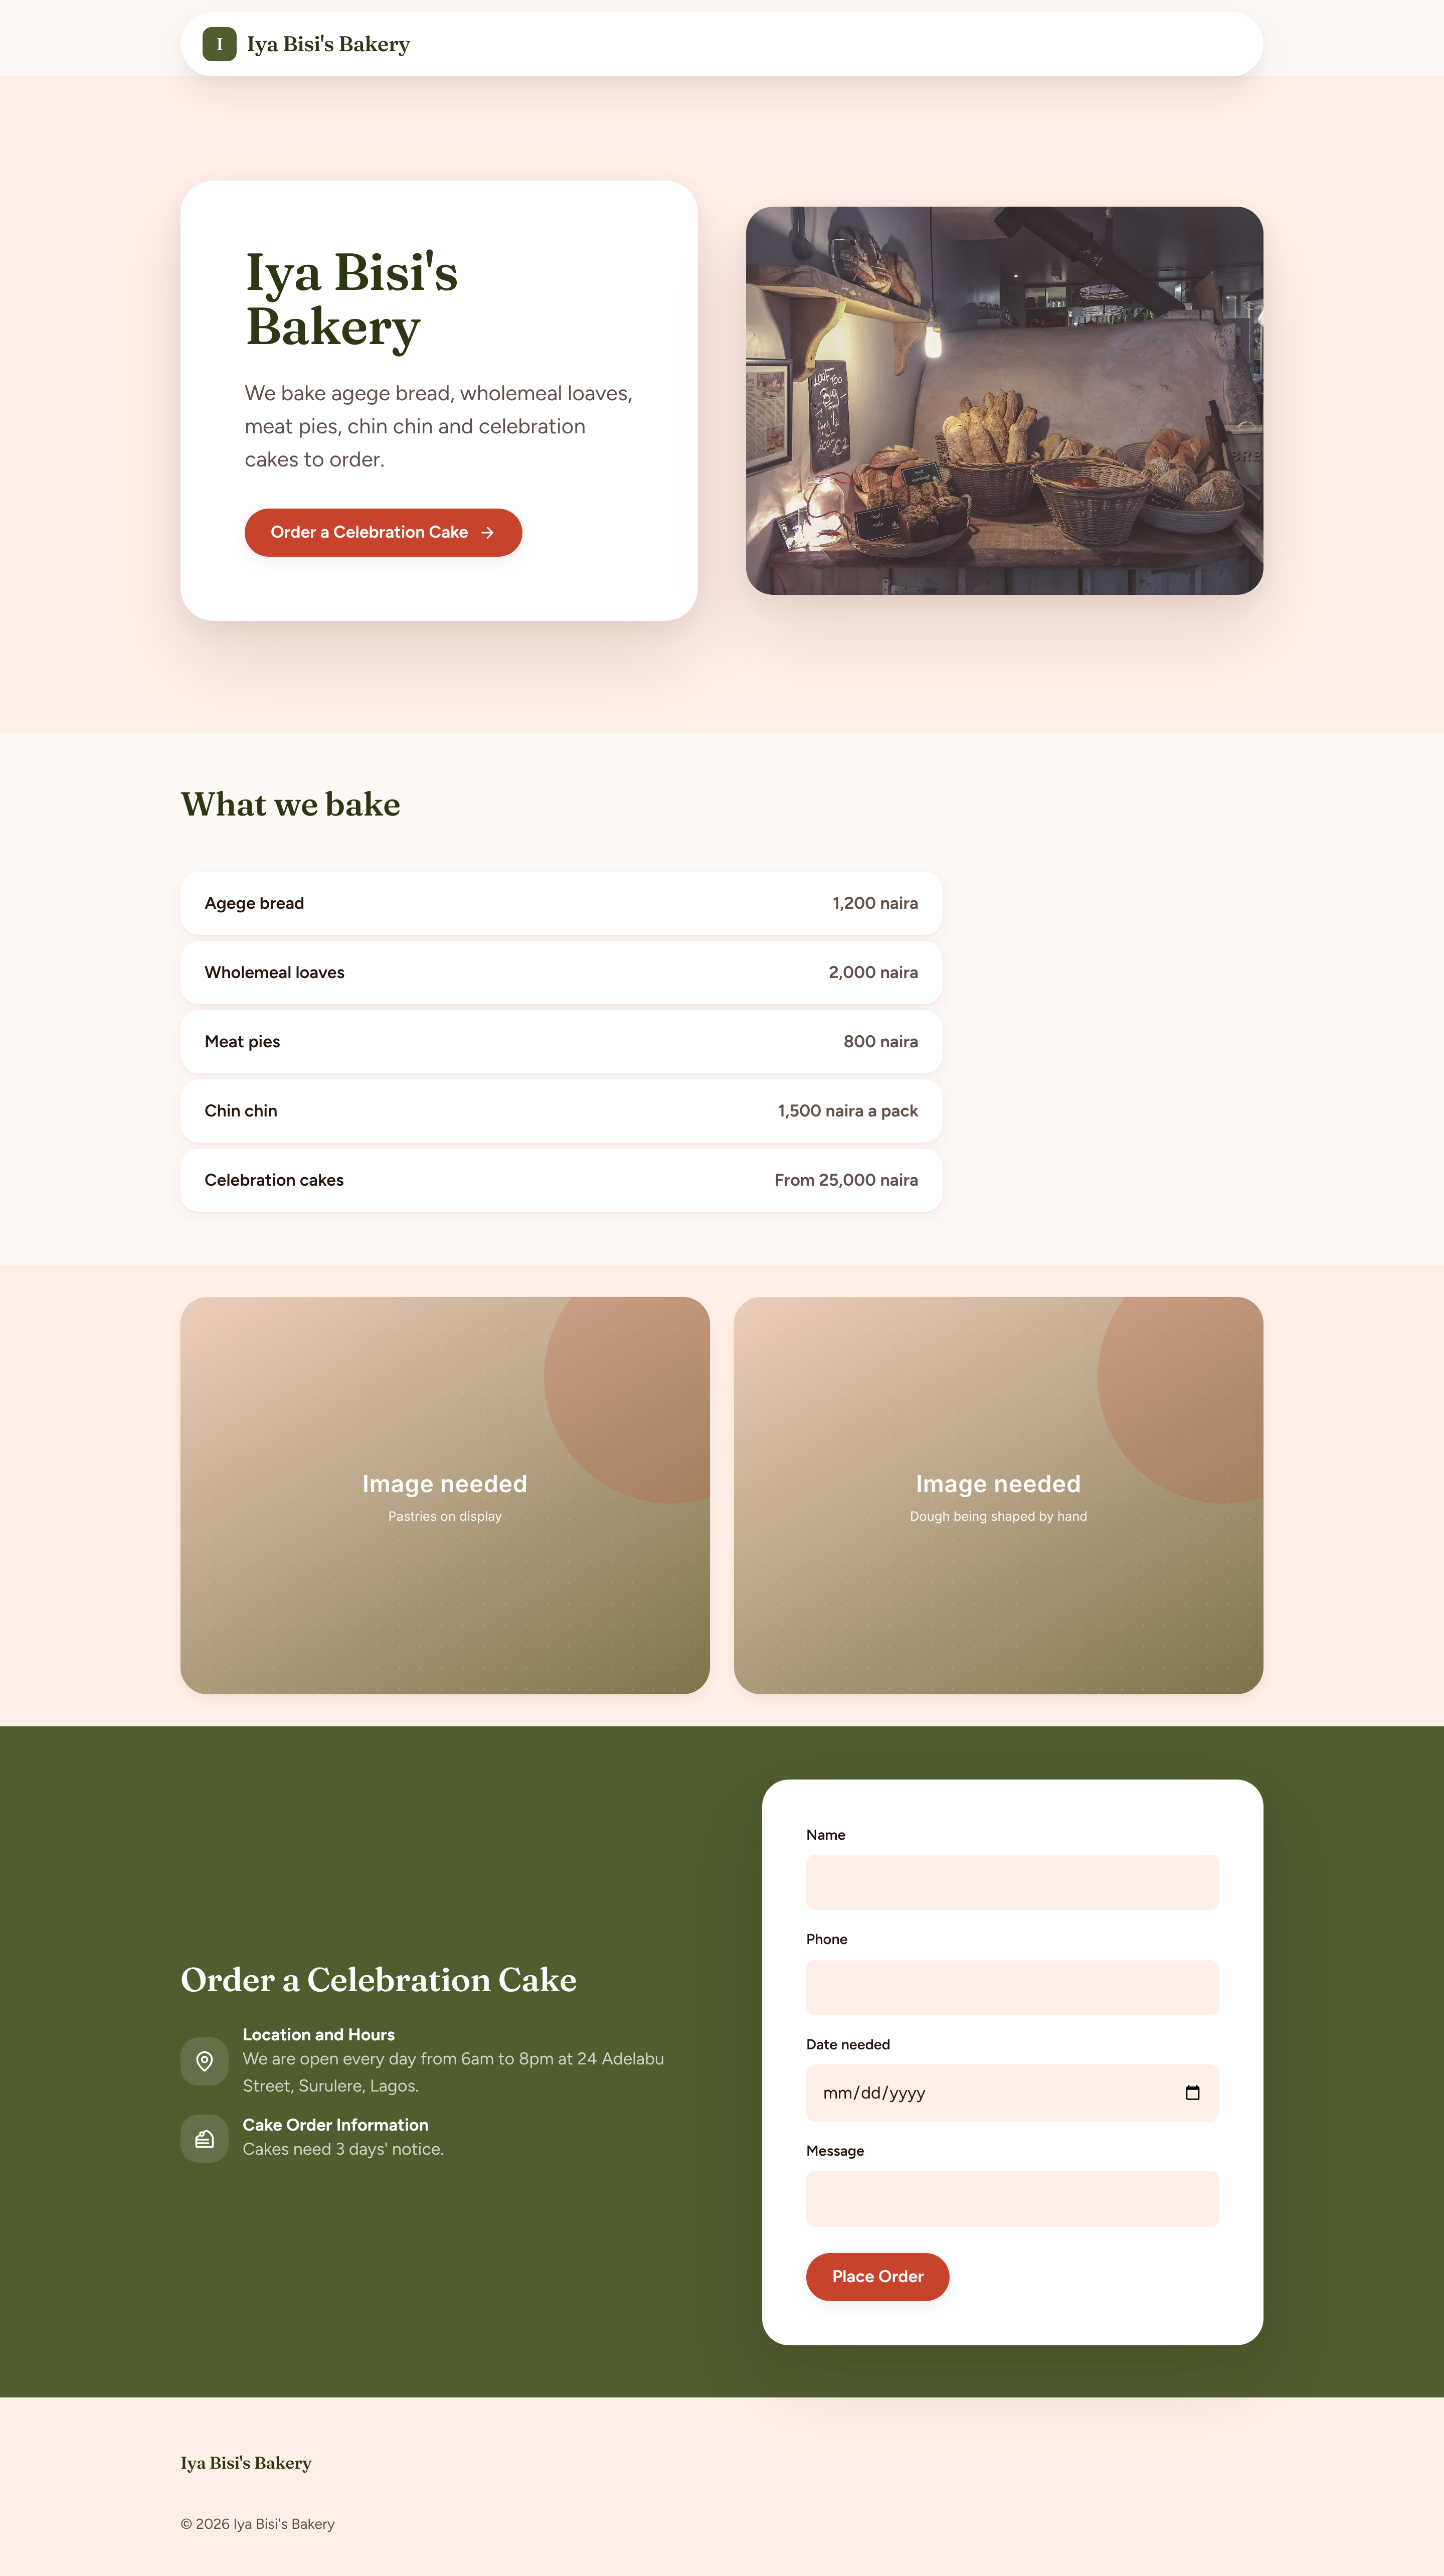 I
Iya Bisi's Bakery
Iya Bisi's
Bakery
We bake agege bread, wholemeal loaves,
meat pies, chin chin and celebration
cakes to order.
Order a Celebration Cake
Loaf Too
Big
What we bake
Agege bread
1,200 naira
Wholemeal loaves
2,000 naira
Meat pies
800 naira
Chin chin
1,500 naira a pack
Celebration cakes
From 25,000 naira
Image needed
Pastries on display
Image needed
Dough being shaped by hand
Order a Celebration Cake
Location and Hours
We are open every day from 6am to 8pm at 24 Adelabu
Street, Surulere, Lagos.
Cake Order Information
Cakes need 3 days' notice.
Name
Phone
Date needed
mm/dd/yyyy
Message
Place Order
Iya Bisi's Bakery
© 2026 Iya Bisi's Bakery